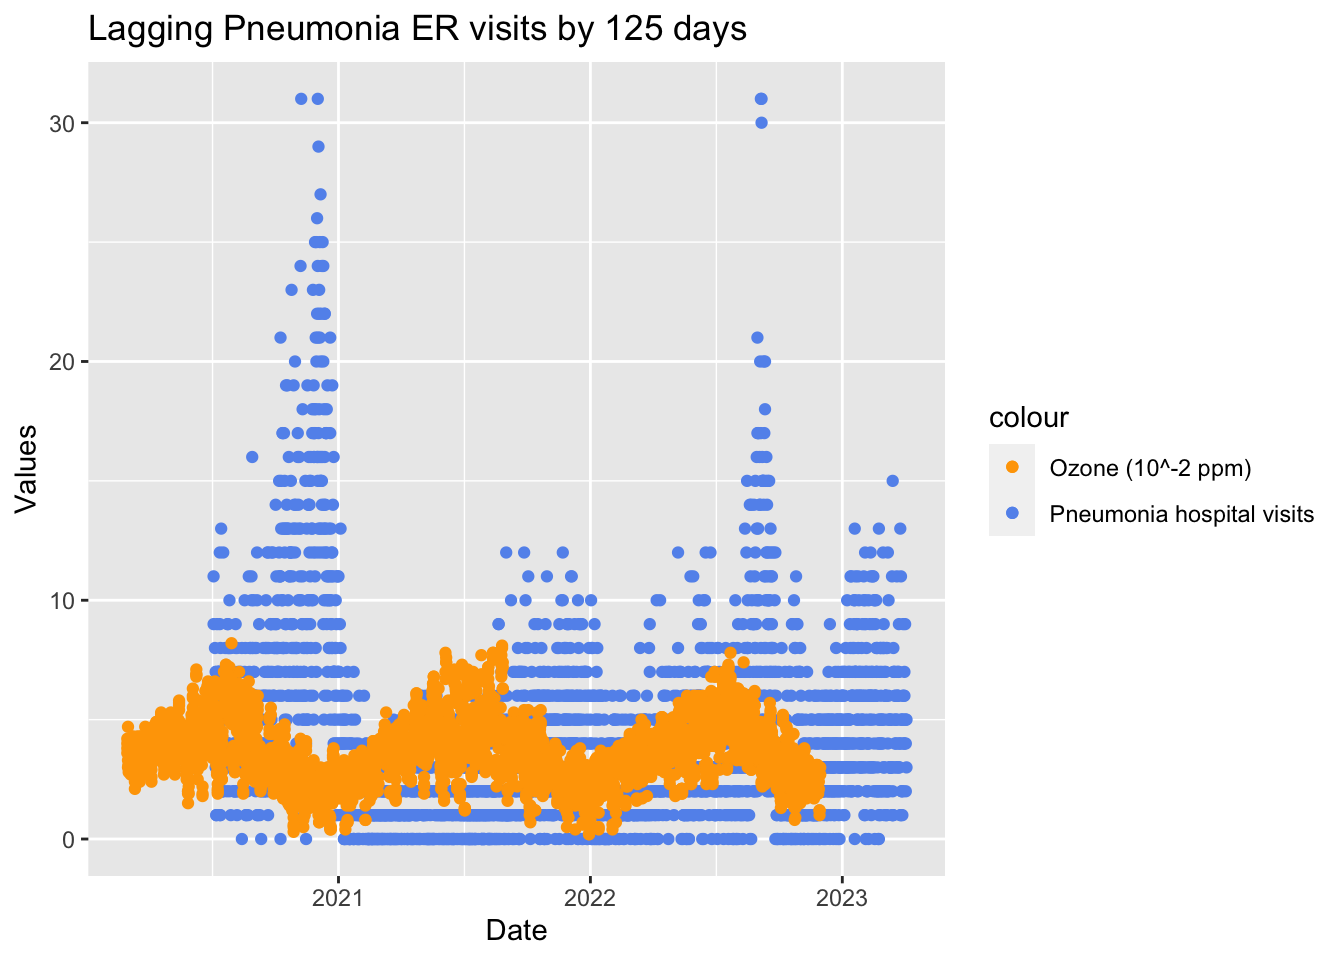 Lagging Pneumonia ER visits by 125 days
30
20
10
0
Values
2021
2022
2023
Date
colour
Ozone (10^-2 ppm)
Pneumonia hospital visits